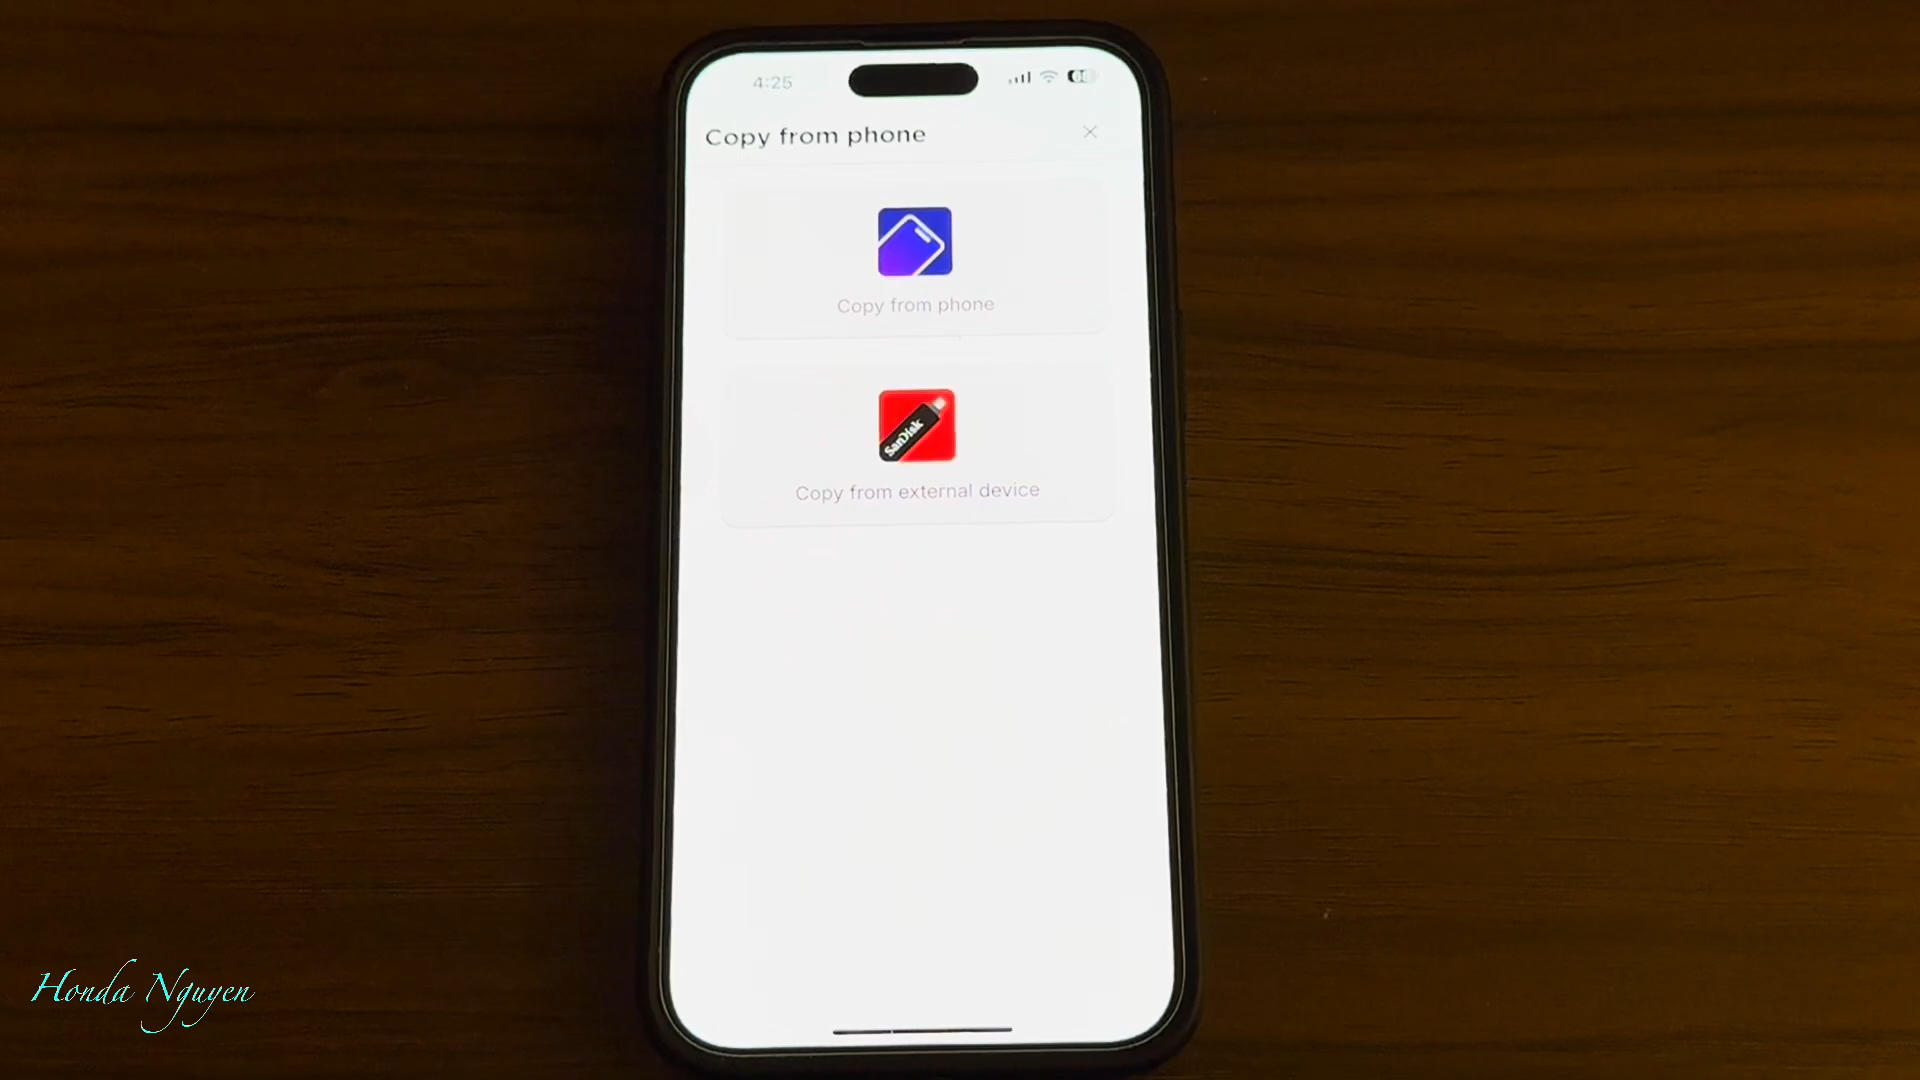 4:25
Copy from phone
Copy from phone
SanDisk
Copy from external device
Honda Nguyen